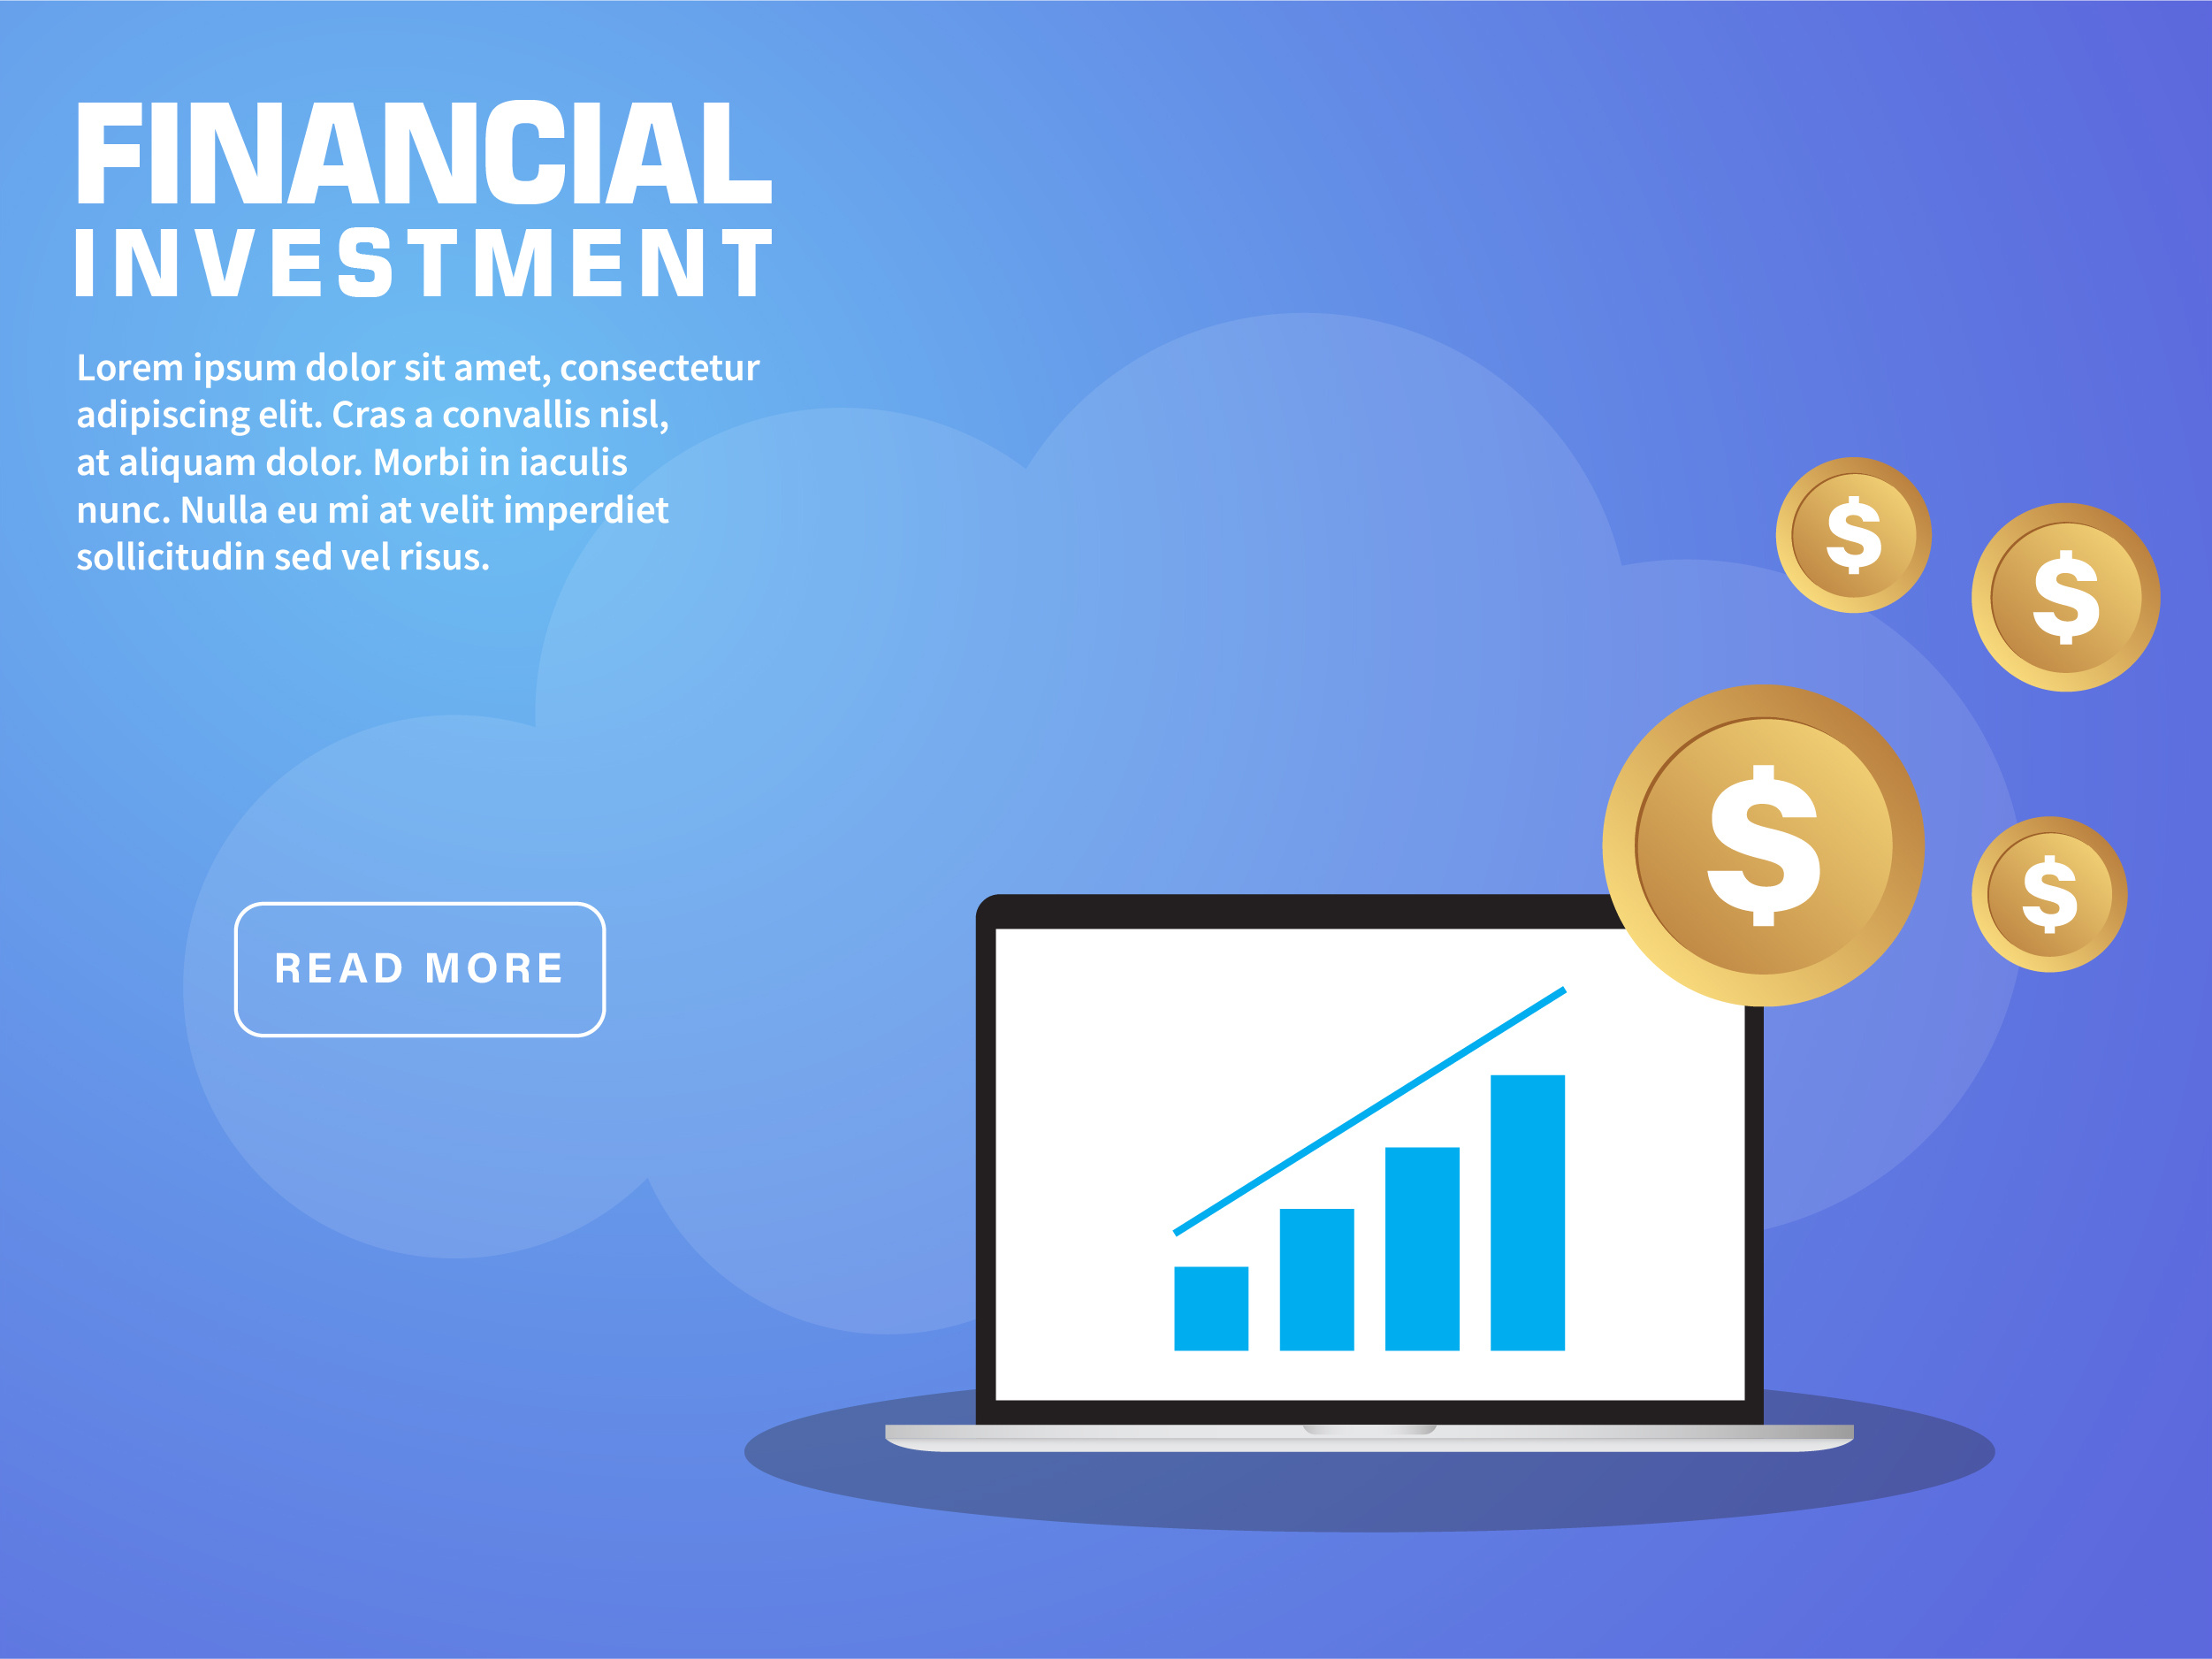 FINANCIAL
INVESTMENT
Lorem ipsum dolor sit amet, consectetur
adipiscing elit. Cras a convallis nisl,
at aliquam dolor. Morbi in iaculis
nunc. Nulla eu mi at velit imperdiet
sollicitudin sed vel risus.
$
$
$
$
READ MORE